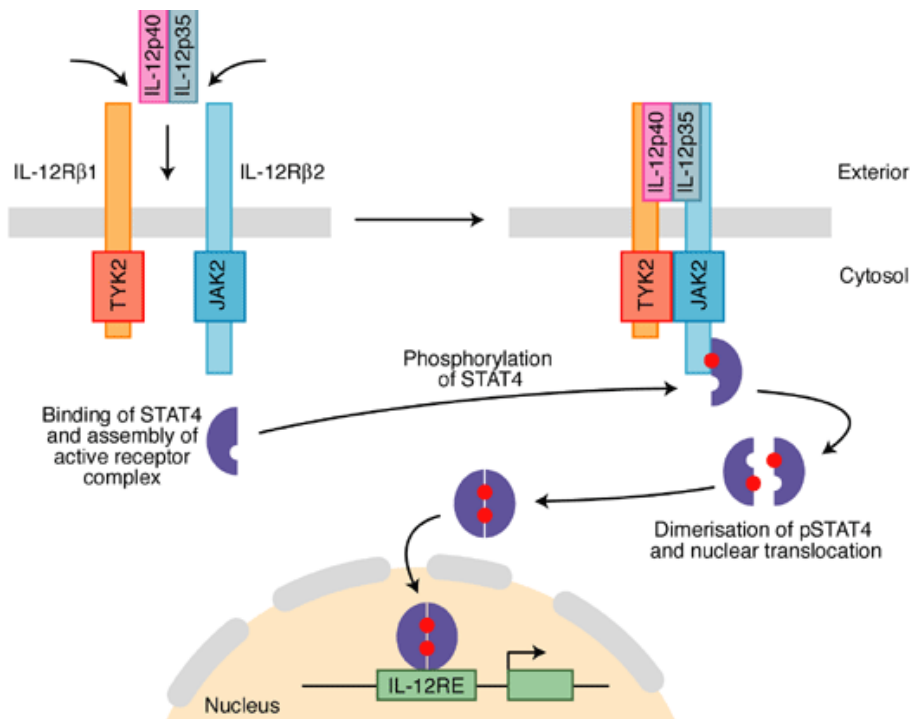 IL-12p40
IL-12p35
IL-12Rβ1
IL-12Rβ2
TYK2
JAK2
IL-12p40
IL-12p35
Exterior
TYK2
JAK2
Cytosol
Phosphorylation
of STAT4
Binding of STAT4
and assembly of
active receptor
complex
Dimerisation of pSTAT4
and nuclear translocation
IL-12RE
Nucleus